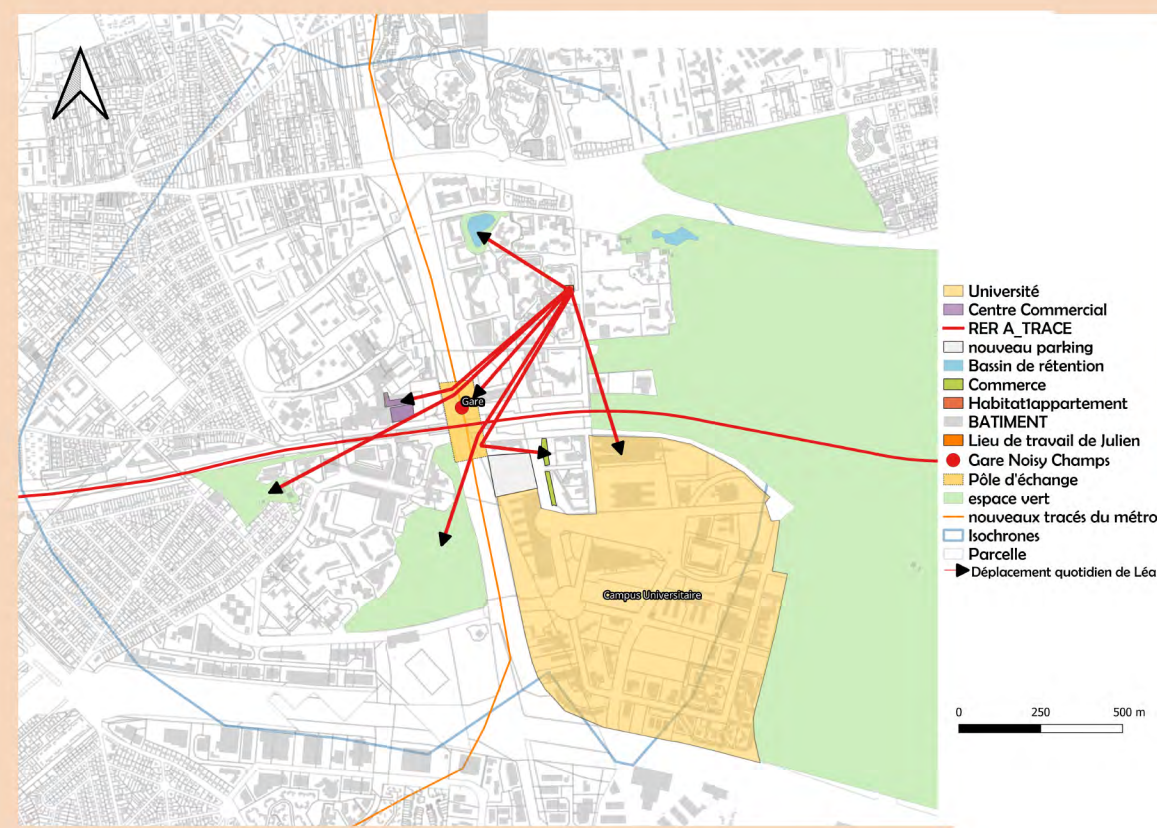 Gare
Campus Universitaire
Université
Centre Commercial
RER A_TRACE
nouveau parking
Bassin de rétention
Commerce
Habitat1appartement
BATIMENT
Lieu de travail de Julien
Gare Noisy Champs
Pôle d'échange
espace vert
nouveaux tracés du métro
Isochrones
Parcelle
Déplacement quotidien de Léa
0 250 500 m